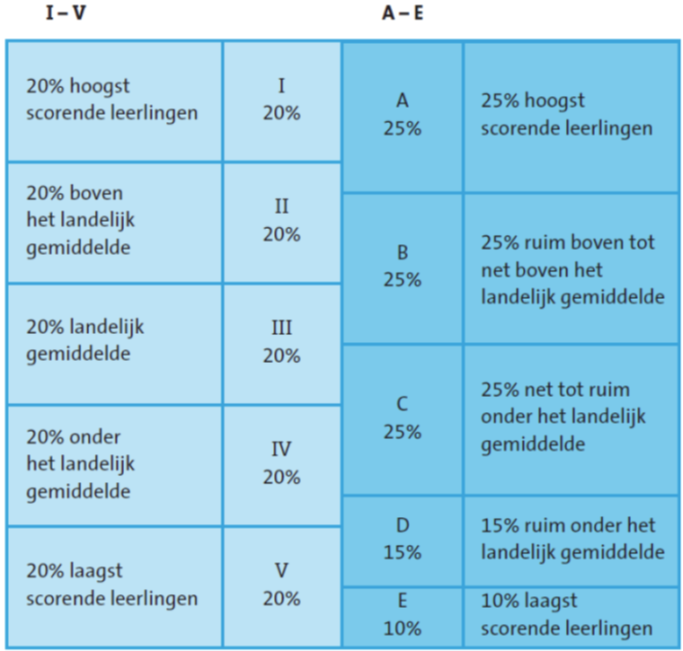 I – V
A – E
20% hoogst
scorende leerlingen
I
20%
20% boven
het landelijk
gemiddelde
II
20%
20% landelijk
gemiddelde
III
20%
20% onder
het landelijk
gemiddelde
IV
20%
20% laagst
scorende leerlingen
V
20%
A
25%
25% hoogst
scorende leerlingen
B
25%
25% ruim boven tot
net boven het
landelijk gemiddelde
C
25%
25% net tot ruim
onder het landelijk
gemiddelde
D
15%
15% ruim onder het
landelijk gemiddelde
E
10%
10% laagst
scorende leerlingen